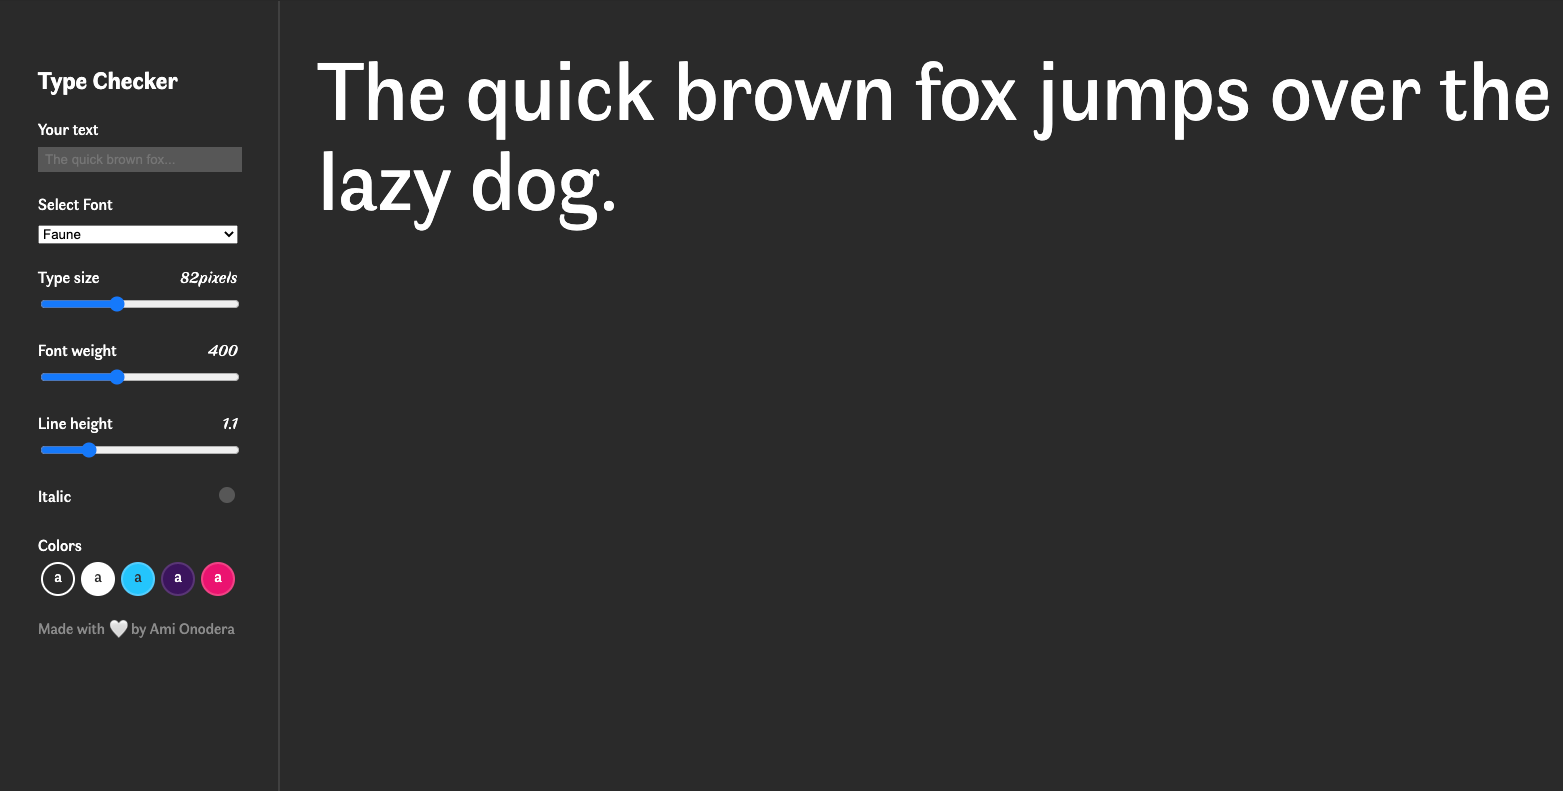 Type Checker
Your text
The quick brown fox...
Select Font
Faune
Type size 82pixels
Font weight 400
Line height 1.1
Italic
Colors
a a a a a
Made with 🤍 by Ami Onodera
The quick brown fox jumps over the
lazy dog.